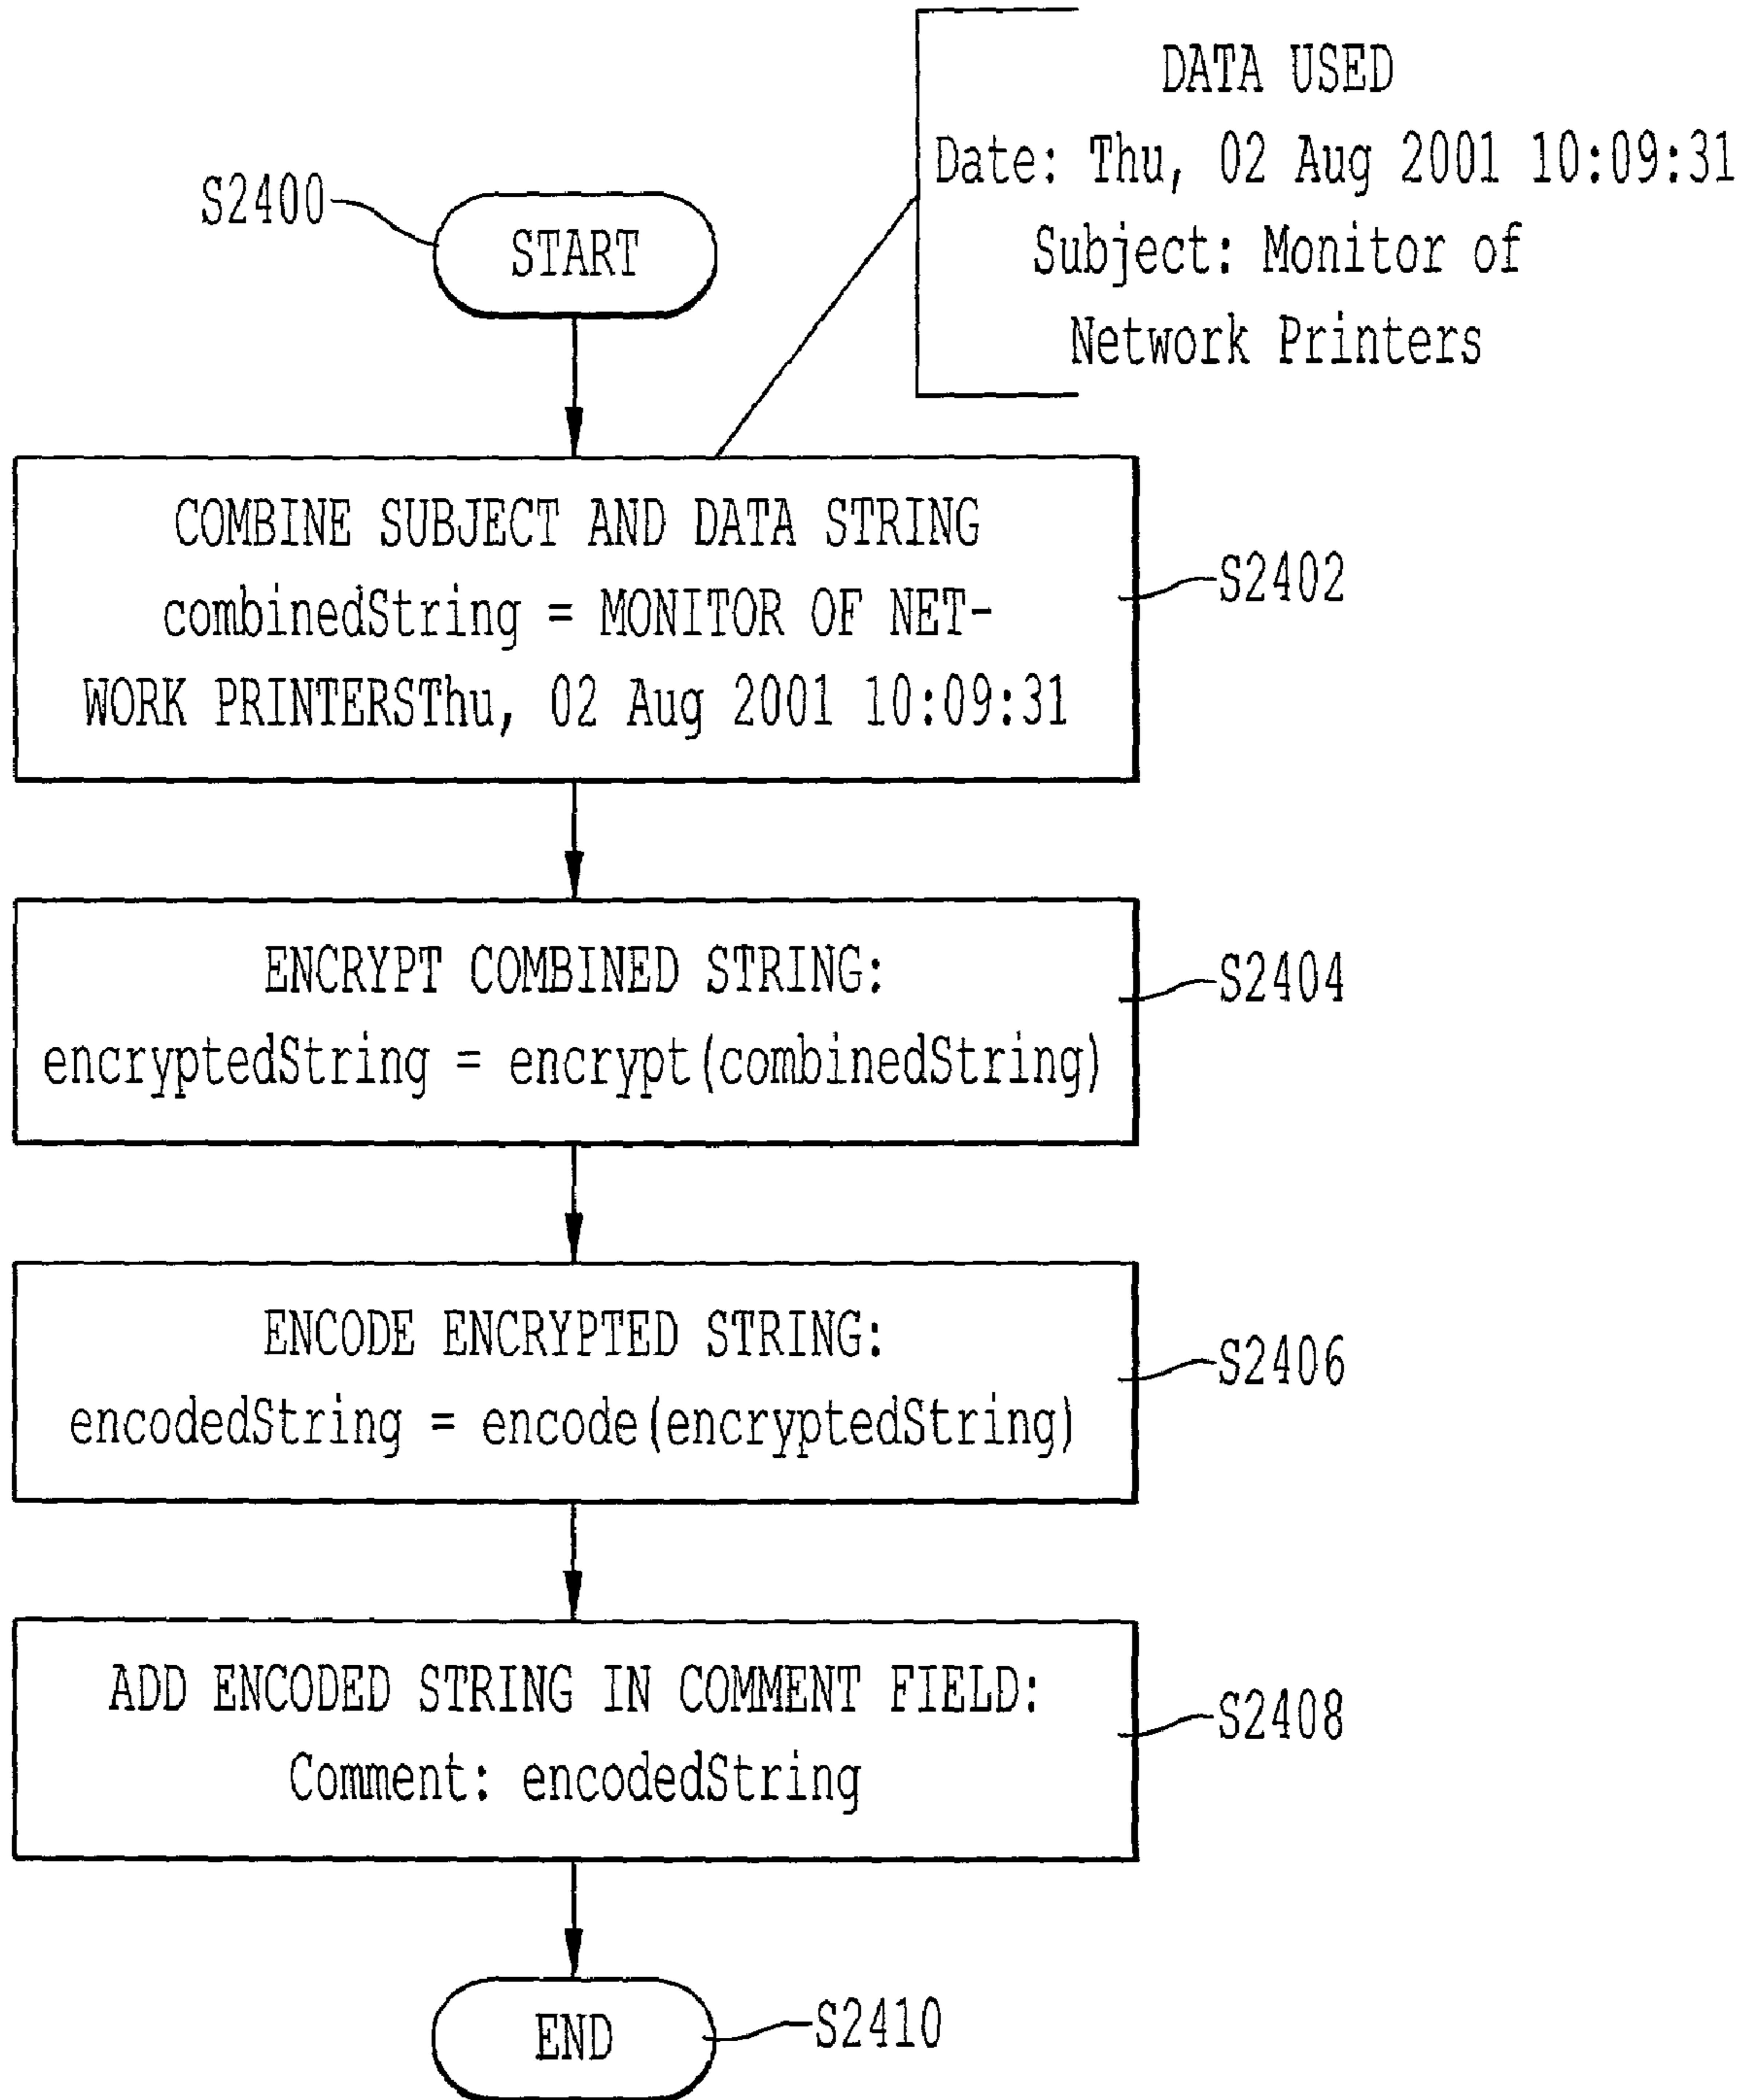 DATA USED
Date: Thu, 02 Aug 2001 10:09:31
Subject: Monitor of
Network Printers
S2400
START
COMBINE SUBJECT AND DATA STRING
combinedString = MONITOR OF NET-
WORK PRINTERSThu, 02 Aug 2001 10:09:31
S2402
ENCRYPT COMBINED STRING:
encryptedString = encrypt(combinedString)
S2404
ENCODE ENCRYPTED STRING:
encodedString = encode(encryptedString)
S2406
ADD ENCODED STRING IN COMMENT FIELD:
Comment: encodedString
S2408
END
S2410